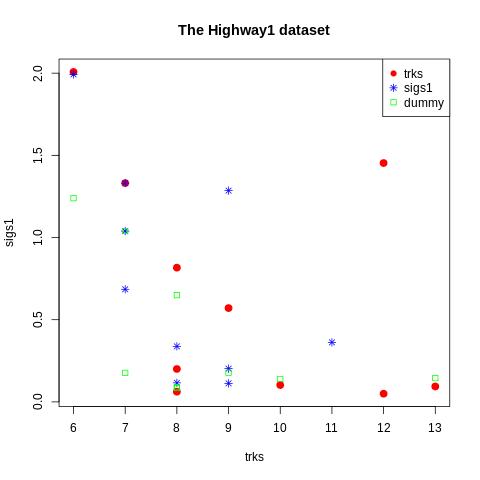 The Highway1 dataset
trks
sigs1
dummy
2.0
1.5
1.0
0.5
0.0
sigs1
6 7 8 9 10 11 12 13
trks